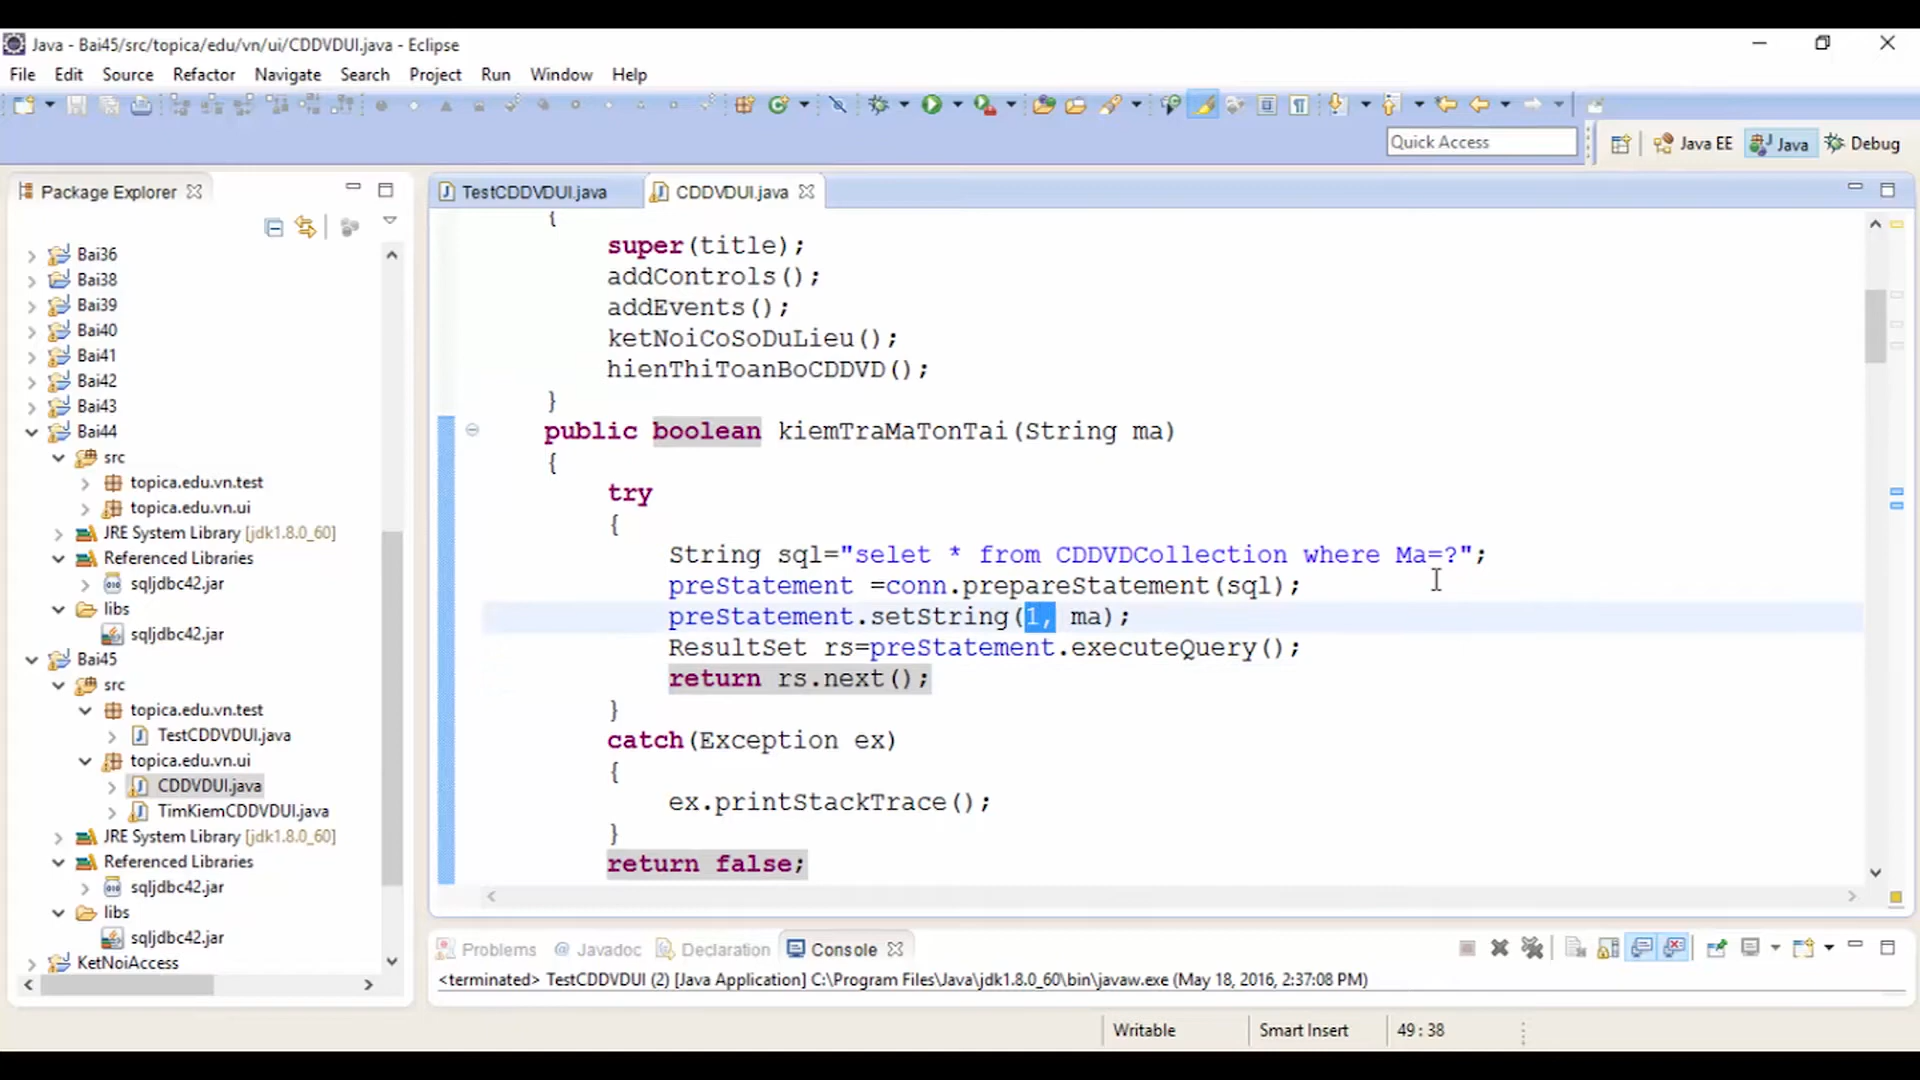 Java - Bai45/src/topica/edu/vn/ui/CDDVDUI.java - Eclipse
File Edit Source Refactor Navigate Search Project Run Window Help
Quick Access
Java EE
Java
Debug
Package Explorer
Bai36
Bai38
Bai39
Bai40
Bai41
Bai42
Bai43
Bai44
src
topica.edu.vn.test
topica.edu.vn.ui
JRE System Library [jdk1.8.0_60]
Referenced Libraries
sqljdbc42.jar
libs
sqljdbc42.jar
Bai45
src
topica.edu.vn.test
TestCDDVDUI.java
topica.edu.vn.ui
CDDVDUI.java
TimKiemCDDVDUI.java
JRE System Library [jdk1.8.0_60]
Referenced Libraries
sqljdbc42.jar
libs
sqljdbc42.jar
KetNoiAccess
TestCDDVDUI.java
CDDVDUI.java
{
super(title);
addControls();
addEvents();
ketNoiCoSoDuLieu();
hienThiToanBoCDDVD();
}
public boolean kiemTraMaTonTai(String ma)
{
try
{
String sql="selet * from CDDVDCollection where Ma=?";
preStatement =conn.prepareStatement(sql);
preStatement.setString(1, ma);
ResultSet rs=preStatement.executeQuery();
return rs.next();
}
catch(Exception ex)
{
ex.printStackTrace();
}
return false;
Problems @ Javadoc Declaration Console
<terminated> TestCDDVDUI (2) [Java Application] C:\Program Files\Java\jdk1.8.0_60\bin\javaw.exe (May 18, 2016, 2:37:08 PM)
Writable
Smart Insert
49 : 38